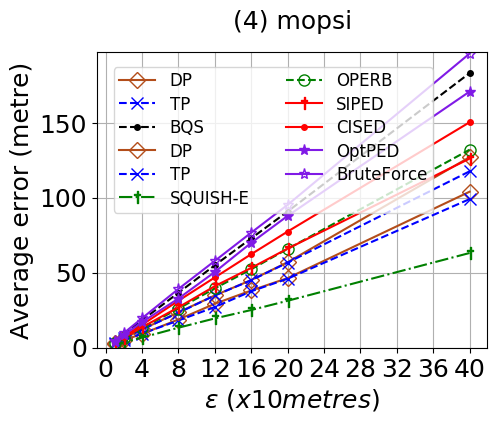 (4) mopsi
Average error (metre)
150
100
50
0
DP
TP
BQS
DP
TP
SQUISH-E
OPERB
SIPED
CISED
OptPED
BruteForce
0 4 8 12 16 20 24 28 32 36 40
ε (x10metres)